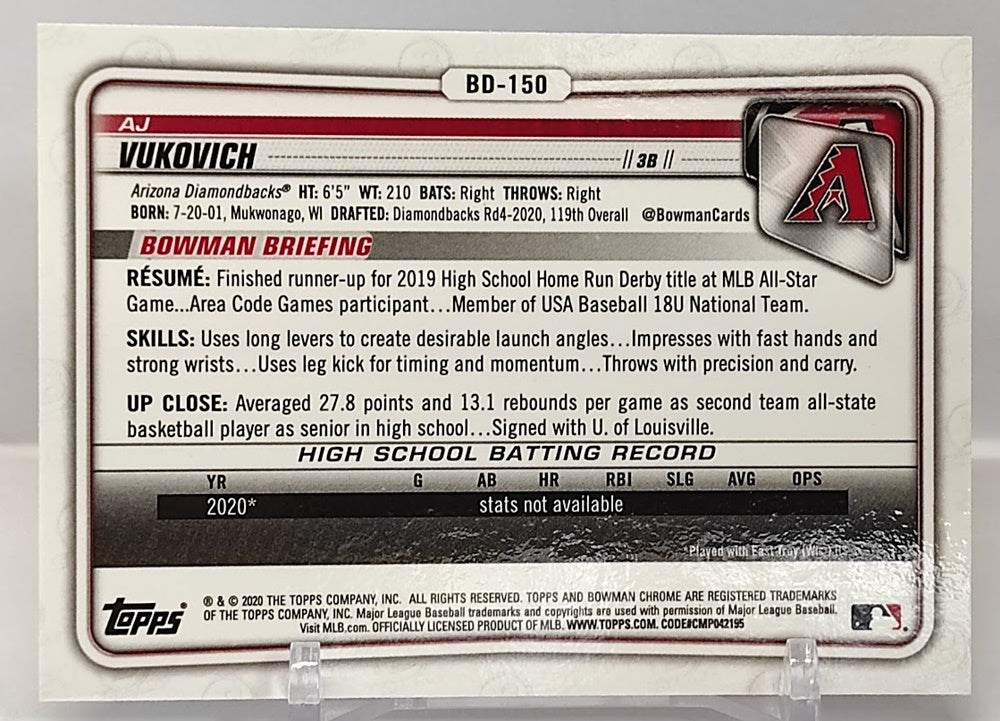 BD-150
AJ
VUKOVICH // 3B //
A
Arizona Diamondbacks® HT: 6'5" WT: 210 BATS: Right THROWS: Right
BORN: 7-20-01, Mukwonago, WI DRAFTED: Diamondbacks Rd4-2020, 119th Overall @BowmanCards
BOWMAN BRIEFING
RÉSUMÉ: Finished runner-up for 2019 High School Home Run Derby title at MLB All-Star
Game...Area Code Games participant...Member of USA Baseball 18U National Team.
SKILLS: Uses long levers to create desirable launch angles...Impresses with fast hands and
strong wrists...Uses leg kick for timing and momentum...Throws with precision and carry.
UP CLOSE: Averaged 27.8 points and 13.1 rebounds per game as second team all-state
basketball player as senior in high school...Signed with U. of Louisville.
HIGH SCHOOL BATTING RECORD
YR G AB HR RBI SLG AVG OPS
2020* stats not available
*Played with East Troy (Wis.)
® & © 2020 THE TOPPS COMPANY, INC. ALL RIGHTS RESERVED. TOPPS AND BOWMAN CHROME ARE REGISTERED TRADEMARKS
OF THE TOPPS COMPANY, INC. Major League Baseball trademarks and copyrights are used with permission of Major League Baseball.
Visit MLB.com. OFFICIALLY LICENSED PRODUCT OF MLB. WWW.TOPPS.COM. CODE#CMP042195
Topps®